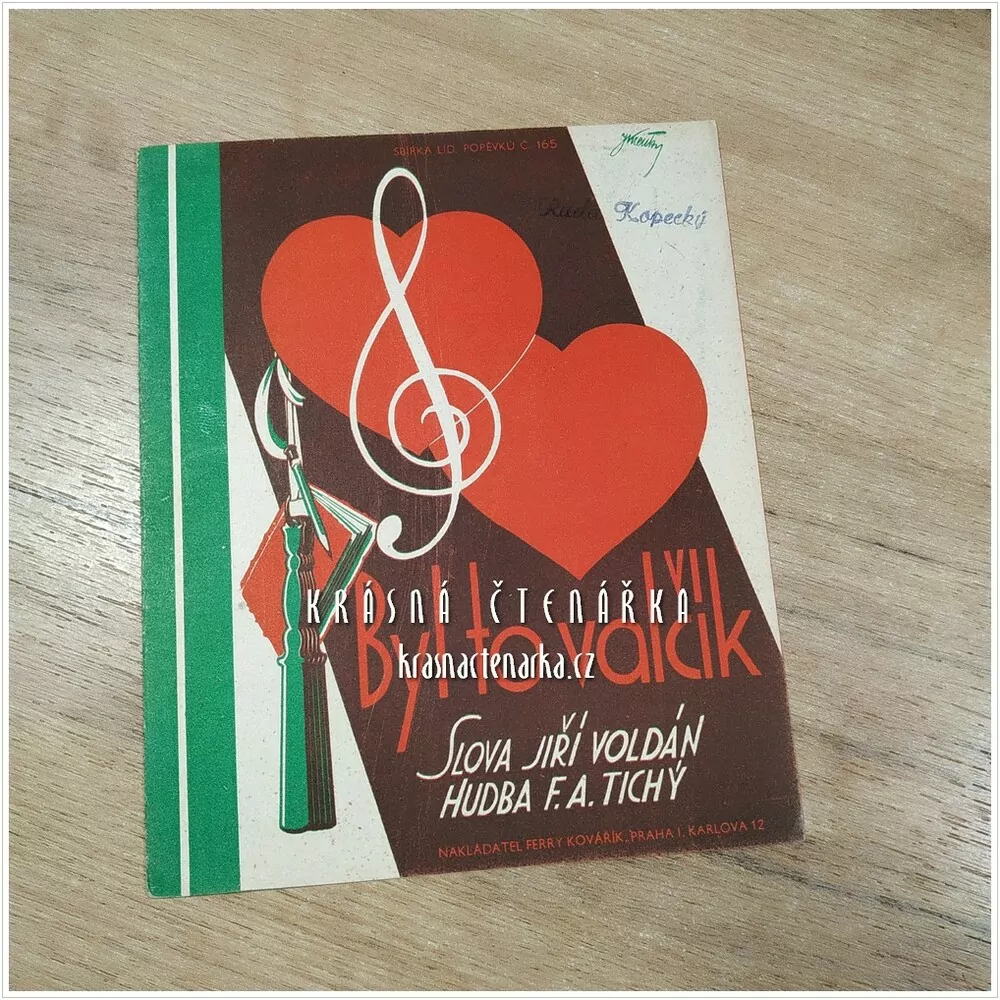 SBÍRKA LID. POPĚVKŮ Č. 165
Kopecký
KRÁSNÁ ČTENÁŘKA
Byl to valčík
krasnactenarka.cz
SLOVA JIŘÍ VOLDÁN
HUDBA F. A. TICHÝ
NAKLADATEL FERRY KOVAŘÍK, PRAHA I, KARLOVA 12